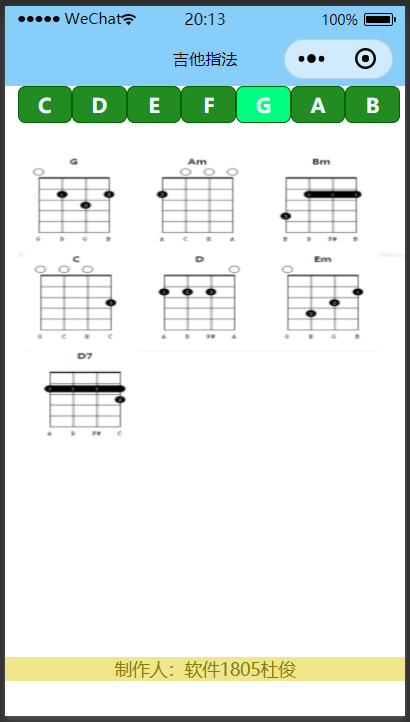 WeChat 20:13 100%
吉他指法
C D E F G A B
G Am Bm
G D G B A C E A B D F# B
C D Em
G C E C A D F# A G E G B
D7
A D F# C
制作人：软件1805杜俊